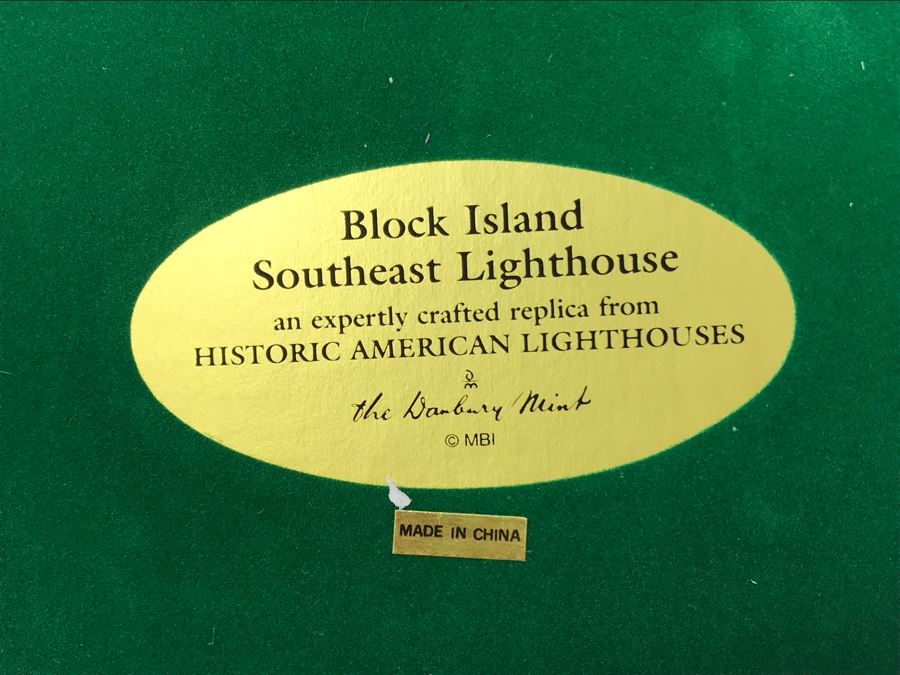 Block Island
Southeast Lighthouse
an expertly crafted replica from
HISTORIC AMERICAN LIGHTHOUSES
DM
the Danbury Mint
© MBI
MADE IN CHINA